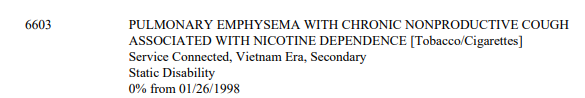 6603 PULMONARY EMPHYSEMA WITH CHRONIC NONPRODUCTIVE COUGH
ASSOCIATED WITH NICOTINE DEPENDENCE [Tobacco/Cigarettes]
Service Connected, Vietnam Era, Secondary
Static Disability
0% from 01/26/1998